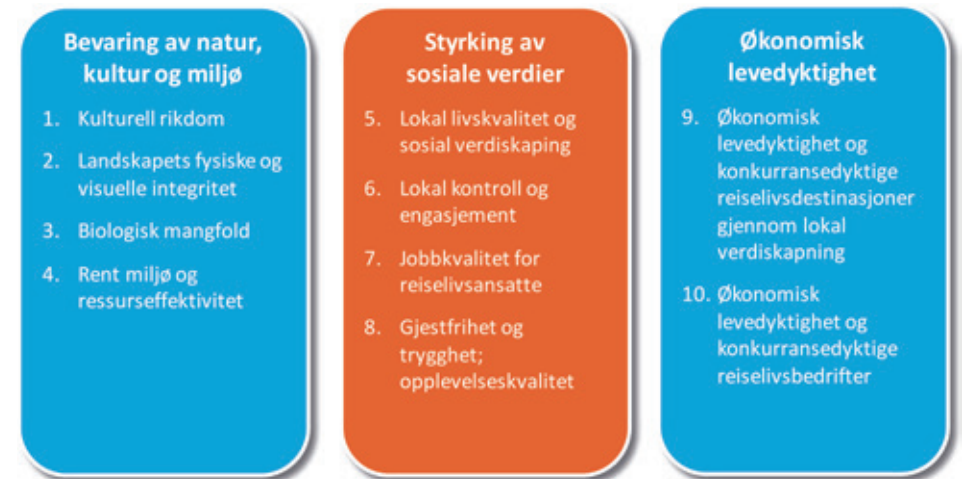 Bevaring av natur,
kultur og miljø
1. Kulturell rikdom
2. Landskapets fysiske og
visuelle integritet
3. Biologisk mangfold
4. Rent miljø og
ressurseffektivitet
Styrking av
sosiale verdier
5. Lokal livskvalitet og
sosial verdiskaping
6. Lokal kontroll og
engasjement
7. Jobbkvalitet for
reiselivsansatte
8. Gjestfrihet og
trygghet;
opplevelseskvalitet
Økonomisk
levedyktighet
9. Økonomisk
levedyktighet og
konkurransedyktige
reiselivsdestinasjoner
gjennom lokal
verdiskapning
10. Økonomisk
levedyktighet og
konkurransedyktige
reiselivsbedrifter